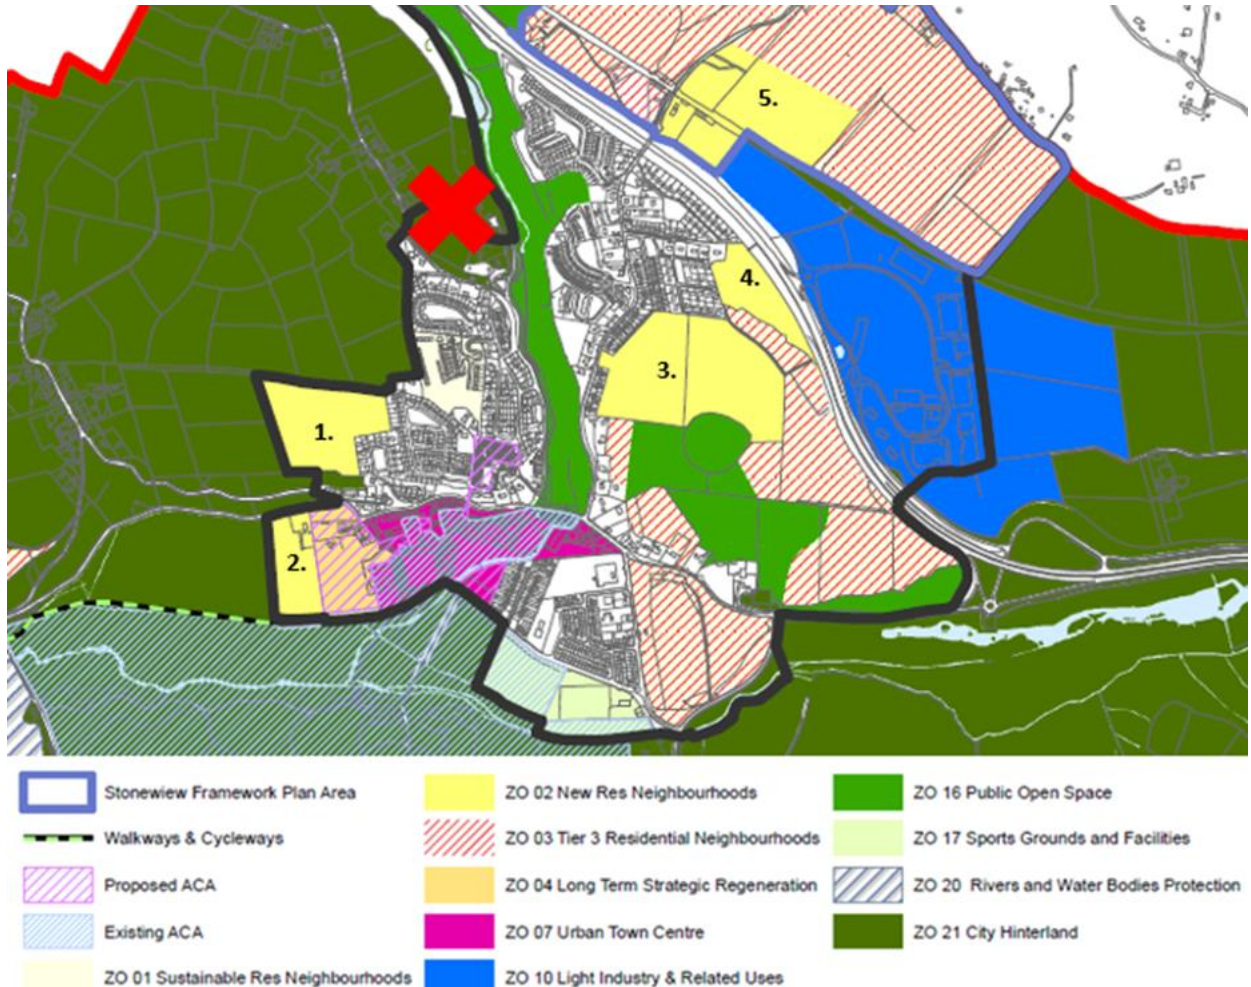 5.
4.
3.
1.
2.
Stonewiew Framework Plan Area
Walkways & Cycleways
Proposed ACA
Existing ACA
ZO 01 Sustainable Res Neighbourhoods
ZO 02 New Res Neighbourhoods
ZO 03 Tier 3 Residential Neighbourhoods
ZO 04 Long Term Strategic Regeneration
ZO 07 Urban Town Centre
ZO 10 Light Industry & Related Uses
ZO 16 Public Open Space
ZO 17 Sports Grounds and Facilities
ZO 20 Rivers and Water Bodies Protection
ZO 21 City Hinterland